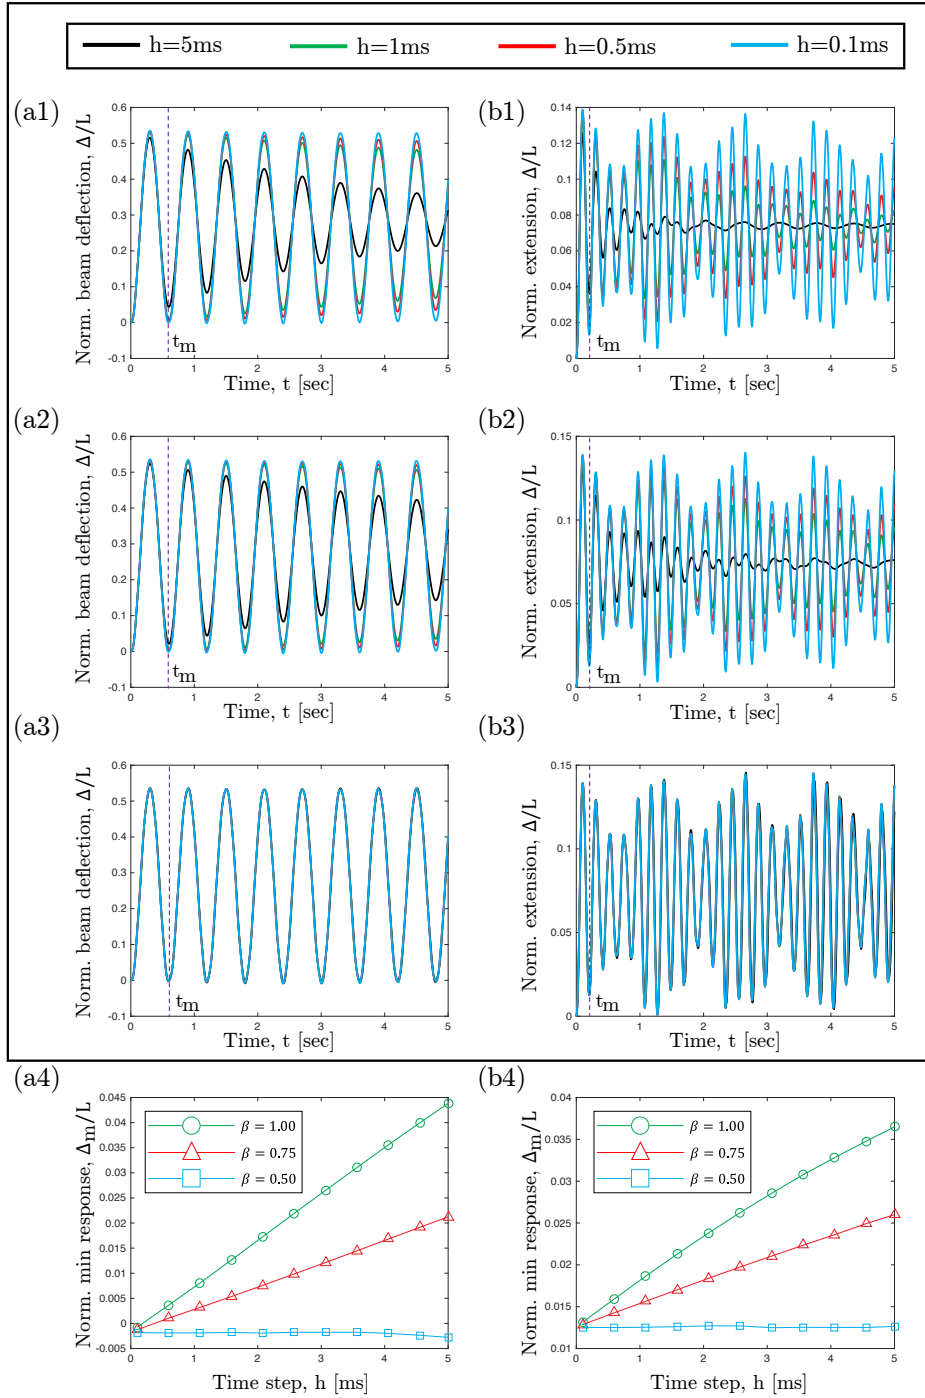 h=5ms h=1ms h=0.5ms h=0.1ms
(a1)
Norm. beam deflection, Δ/L
0.6
0.5
0.4
0.3
0.2
0.1
0
-0.1
t_m
0 1 2 3 4 5
Time, t [sec]
(b1)
Norm. extension, Δ/L
0.14
0.12
0.1
0.08
0.06
0.04
0.02
0
t_m
0 1 2 3 4 5
Time, t [sec]
(a2)
Norm. beam deflection, Δ/L
0.6
0.5
0.4
0.3
0.2
0.1
0
-0.1
t_m
0 1 2 3 4 5
Time, t [sec]
(b2)
Norm. extension, Δ/L
0.15
0.1
0.05
0
t_m
0 1 2 3 4 5
Time, t [sec]
(a3)
Norm. beam deflection, Δ/L
0.6
0.5
0.4
0.3
0.2
0.1
0
-0.1
t_m
0 1 2 3 4 5
Time, t [sec]
(b3)
Norm. extension, Δ/L
0.15
0.1
0.05
0
t_m
0 1 2 3 4 5
Time, t [sec]
(a4)
Norm. min response, Δ_m/L
0.045
0.04
0.035
0.03
0.025
0.02
0.015
0.01
0.005
0
-0.005
β = 1.00
β = 0.75
β = 0.50
0 1 2 3 4 5
Time step, h [ms]
(b4)
Norm. min response, Δ_m/L
0.04
0.035
0.03
0.025
0.02
0.015
0.01
β = 1.00
β = 0.75
β = 0.50
0 1 2 3 4 5
Time step, h [ms]